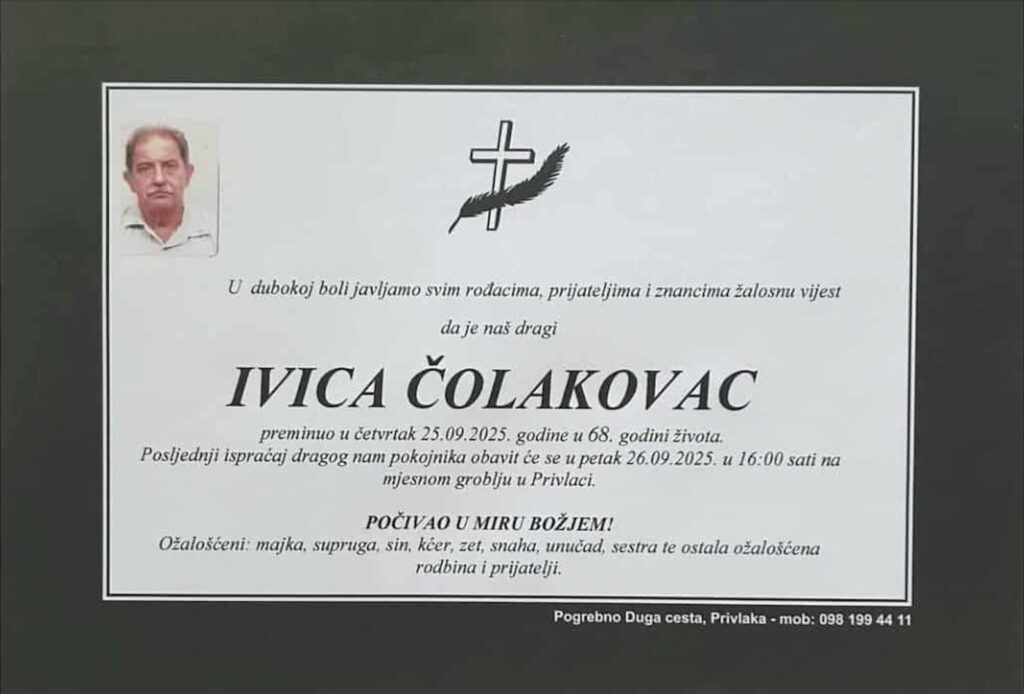 U dubokoj boli javljamo svim rođacima, prijateljima i znancima žalosnu vijest
da je naš dragi
IVICA ČOLAKOVAC
preminuo u četvrtak 25.09.2025. godine u 68. godini života.
Posljednji ispraćaj dragog nam pokojnika obavit će se u petak 26.09.2025. u 16:00 sati na
mjesnom groblju u Privlaci.
POČIVAO U MIRU BOŽJEM!
Ožalošćeni: majka, supruga, sin, kćer, zet, snaha, unučad, sestra te ostala ožalošćena
rodbina i prijatelji.
Pogrebno Duga cesta, Privlaka - mob: 098 199 44 11